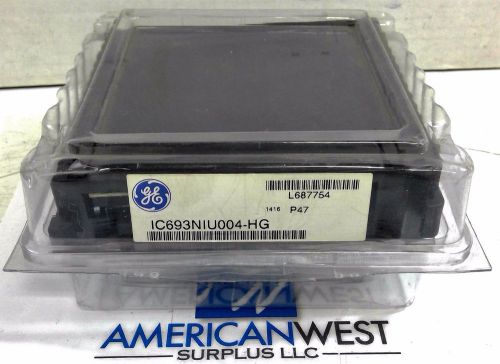 GE
L687754
1416 P47
IC693NIU004-HG
AMERICANWEST
SURPLUS LLC